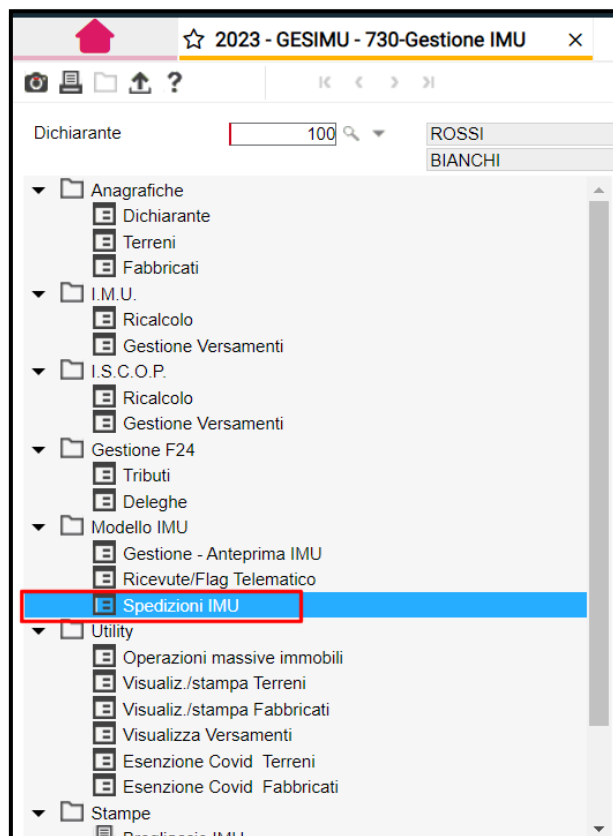 2023 - GESIMU - 730-Gestione IMU
?
Dichiarante 100 ROSSI
BIANCHI
Anagrafiche
Dichiarante
Terreni
Fabbricati
I.M.U.
Ricalcolo
Gestione Versamenti
I.S.C.O.P.
Ricalcolo
Gestione Versamenti
Gestione F24
Tributi
Deleghe
Modello IMU
Gestione - Anteprima IMU
Ricevute/Flag Telematico
Spedizioni IMU
Utility
Operazioni massive immobili
Visualiz./stampa Terreni
Visualiz./stampa Fabbricati
Visualizza Versamenti
Esenzione Covid  Terreni
Esenzione Covid  Fabbricati
Stampe